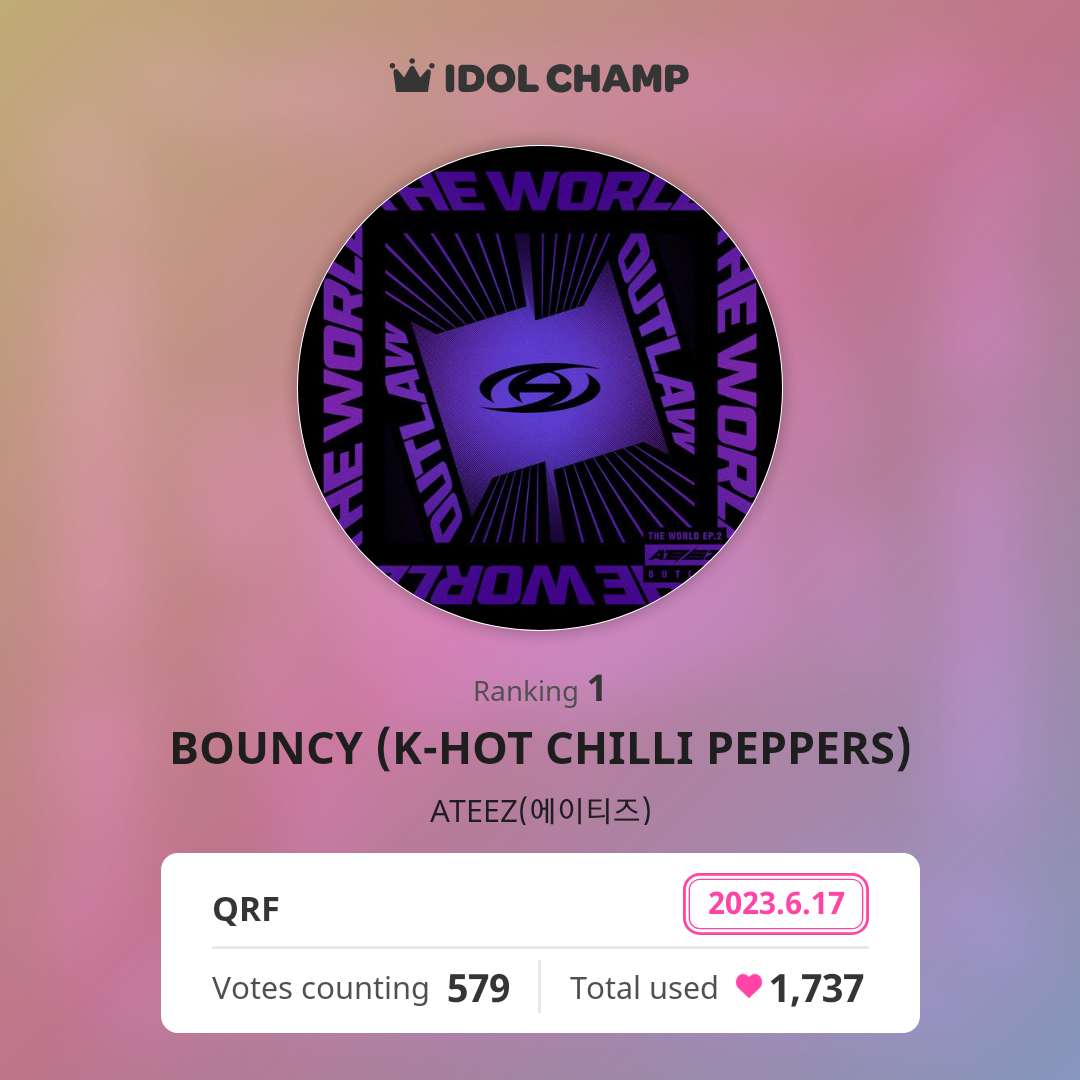 IDOL CHAMP
THE WORLD
THE WORLD
THE WORLD
OUTLAW
OUTLAW
THE WORLD EP.2
ATEEZ
THE WORLD
Ranking 1
BOUNCY (K-HOT CHILLI PEPPERS)
ATEEZ(에이티즈)
QRF
2023.6.17
Votes counting 579
Total used 1,737